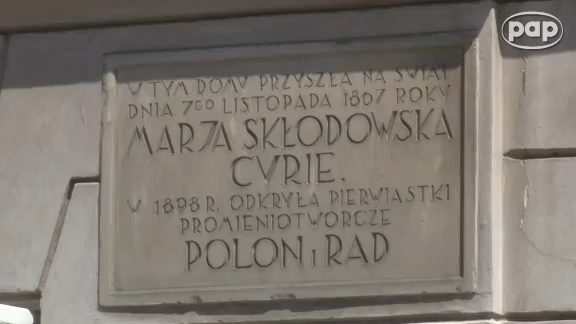 pap
W TYM DOMU PRZYSZŁA NA ŚWIAT
DNIA 7GO LISTOPADA 1867 ROKU
MARJA SKŁODOWSKA
CVRIE.
W 1898 R. ODKRYŁA PIERWIASTKI
PROMIENIOTWÓRCZE
POLON i RAD